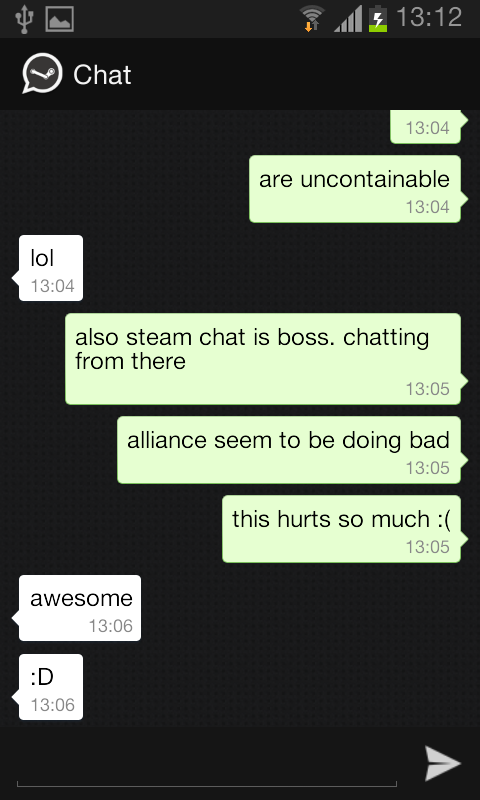 13:12
Chat
13:04
are uncontainable
13:04
lol
13:04
also steam chat is boss. chatting
from there
13:05
alliance seem to be doing bad
13:05
this hurts so much :(
13:05
awesome
13:06
:D
13:06